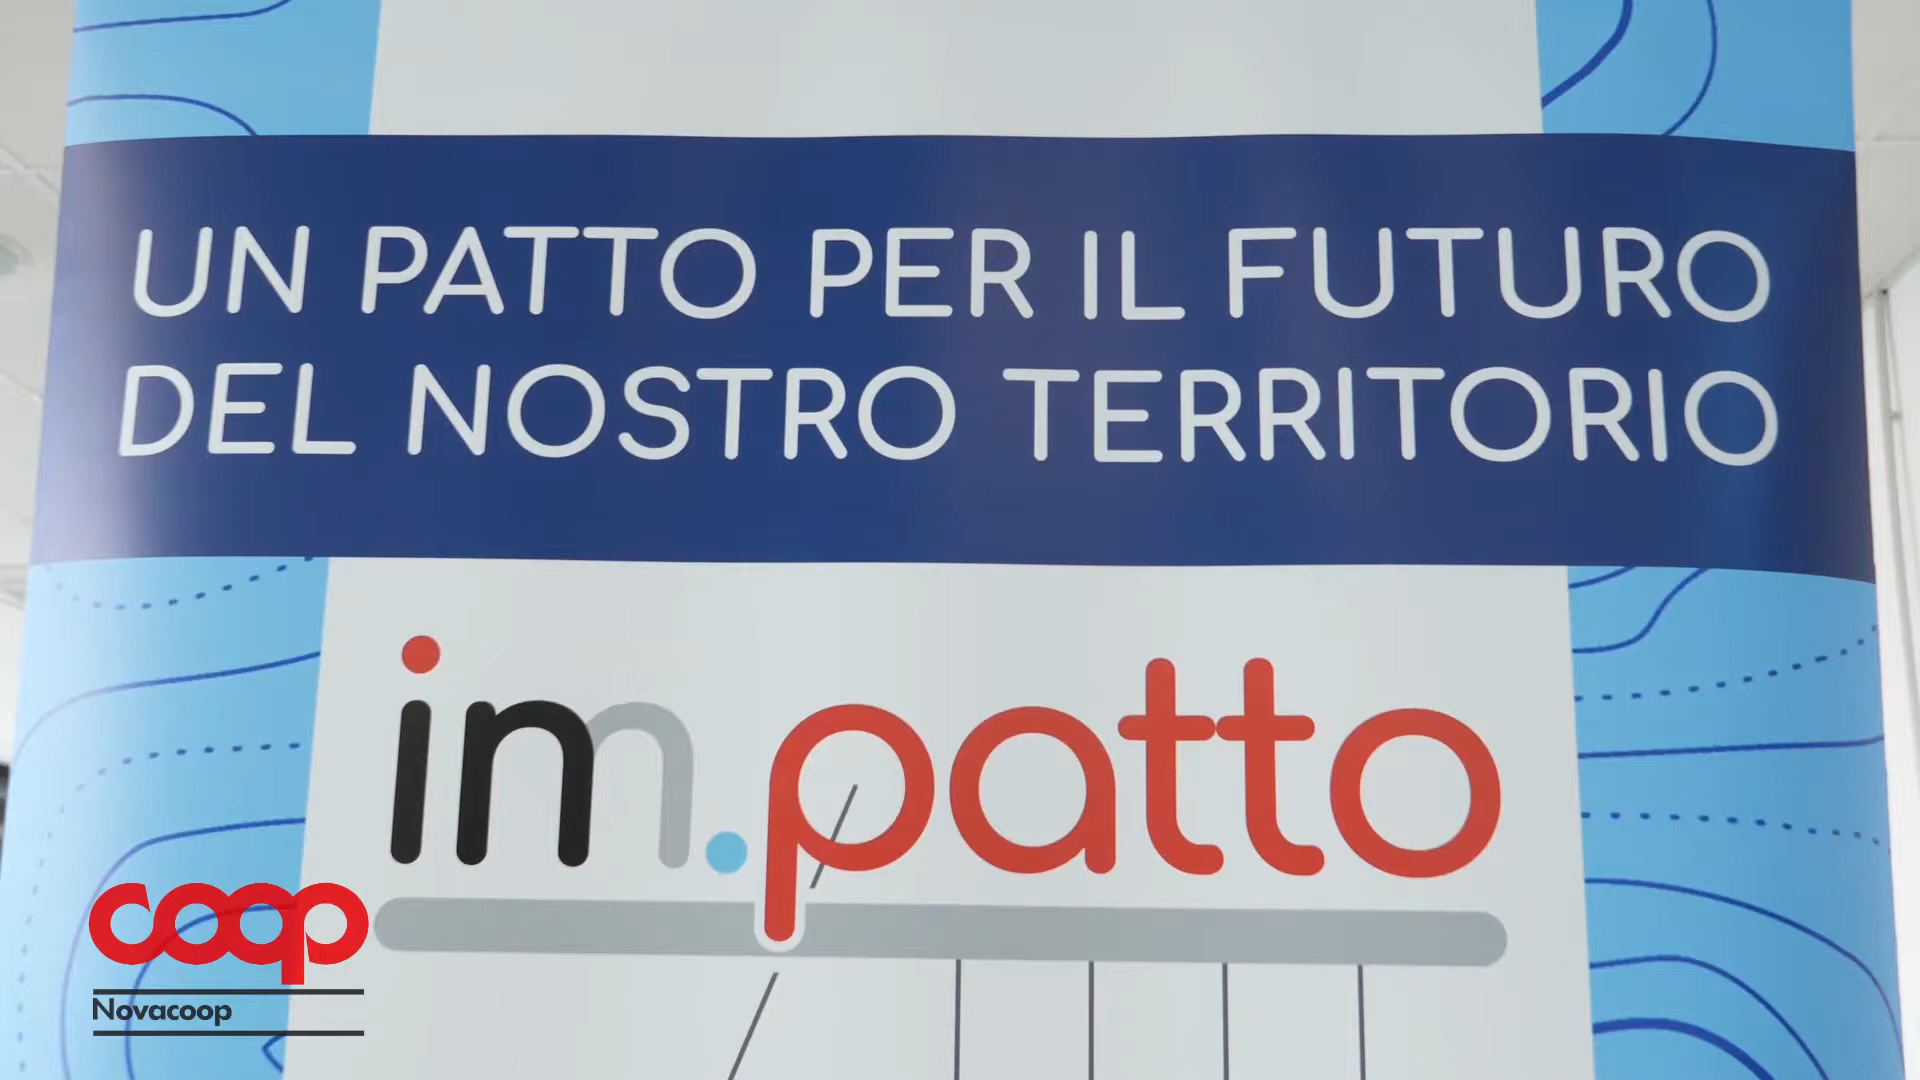 UN PATTO PER IL FUTURO
DEL NOSTRO TERRITORIO
im.patto
coop
Novacoop